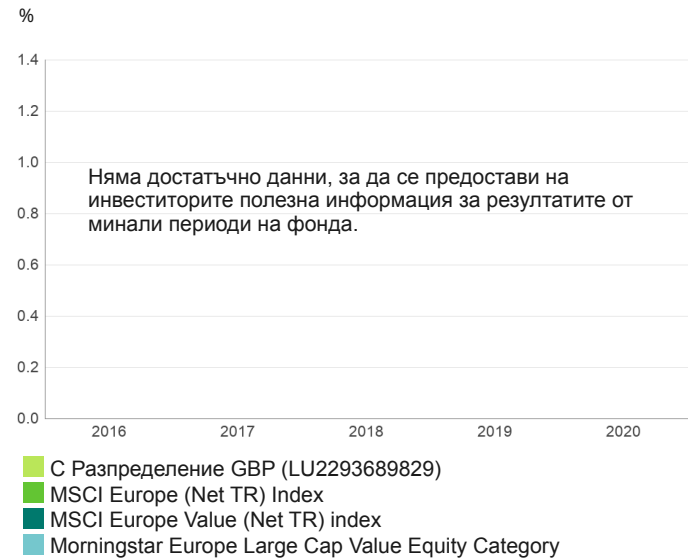 %
1.4
1.2
1.0
Няма достатъчно данни, за да се предостави на
инвеститорите полезна информация за резултатите от
0.8
минали периоди на фонда.
0.6
0.4
0.2
0.0
2016 2017 2018 2019 2020
C Разпределение GBP (LU2293689829)
MSCI Europe (Net TR) Index
MSCI Europe Value (Net TR) index
Morningstar Europe Large Cap Value Equity Category